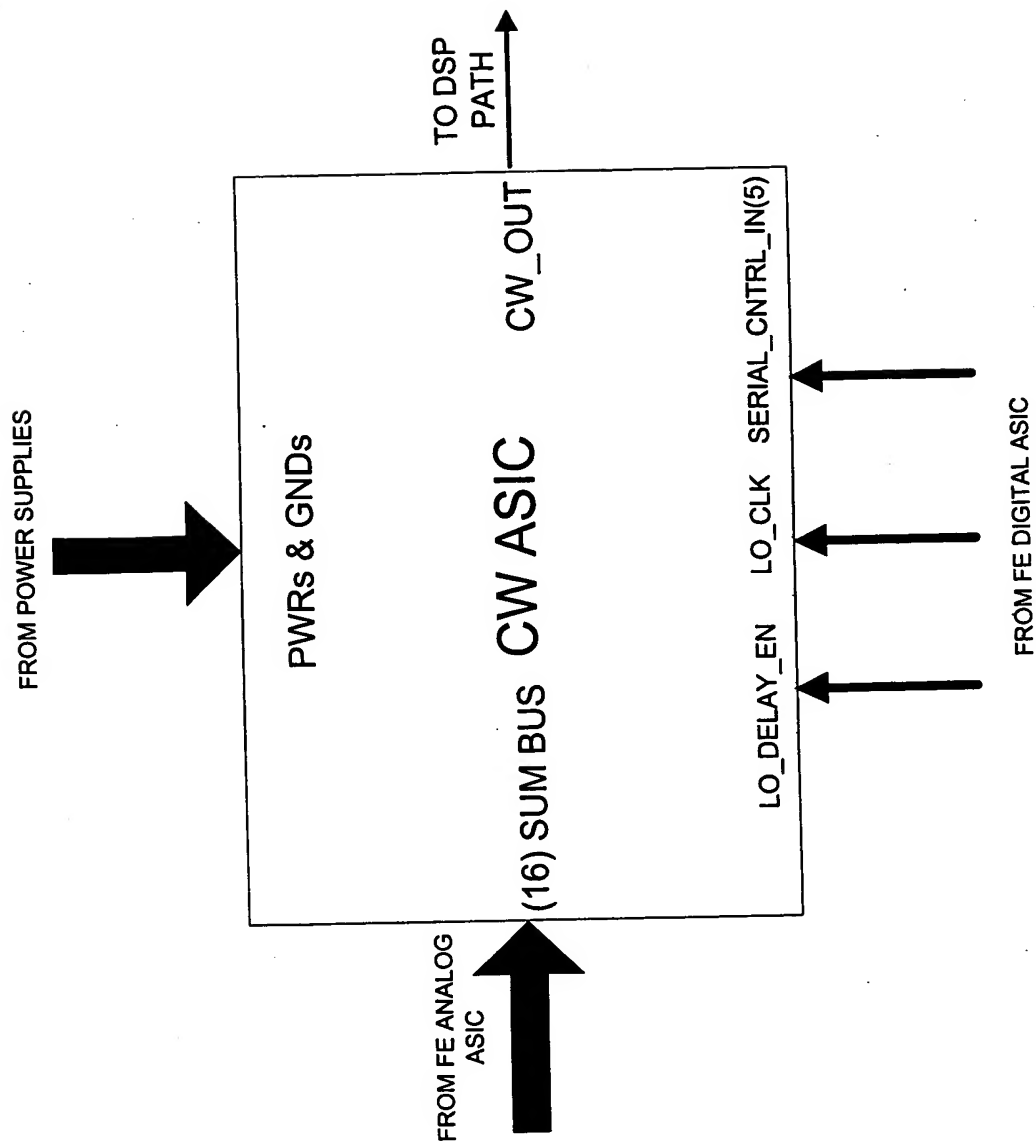 FROM POWER SUPPLIES
PWRs & GNDs
TO DSP
PATH
CW_OUT
CW ASIC
(16) SUM BUS
FROM FE ANALOG
ASIC
LO_DELAY_EN
LO_CLK
SERIAL_CNTRL_IN(5)
FROM FE DIGITAL ASIC